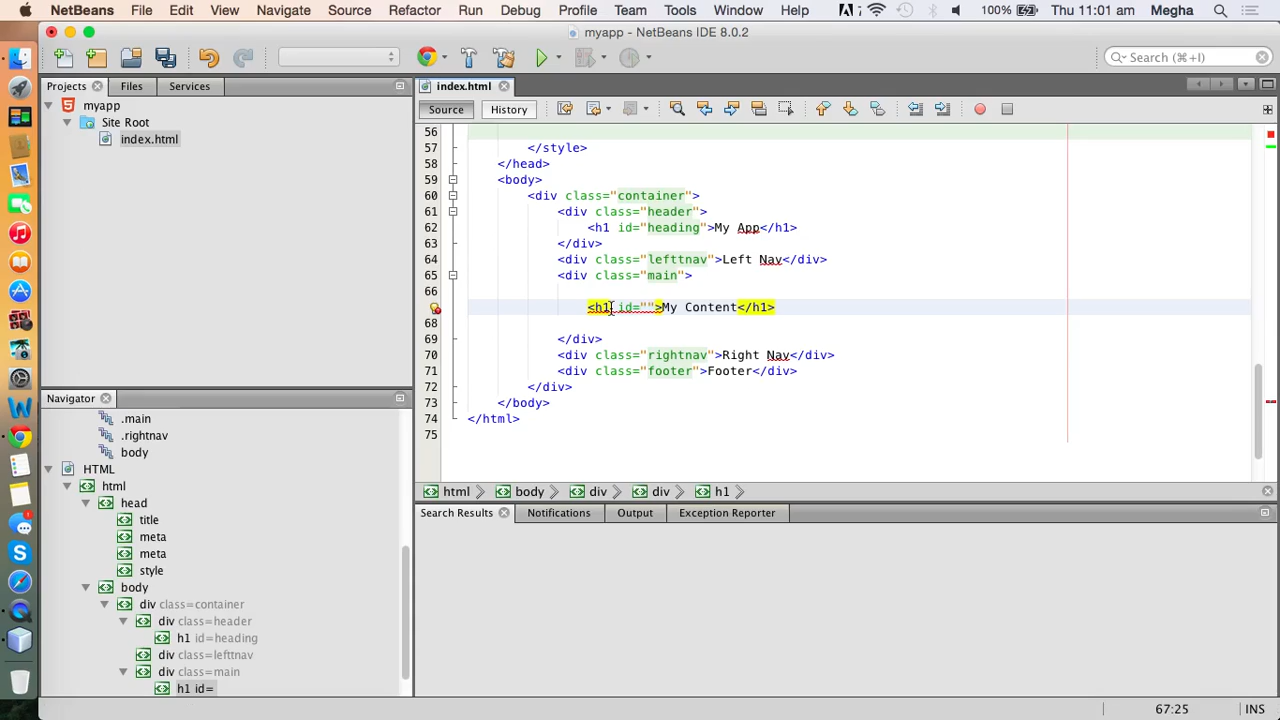 NetBeans File Edit View Navigate Source Refactor Run Debug Profile Team Tools Window Help 4 100% Thu 11:01 am Megha
myapp - NetBeans IDE 8.0.2
Search (⌘+I)
Projects Files Services
myapp
Site Root
index.html
index.html
Source History
56
57 </style>
58 </head>
59 <body>
60 <div class="container">
61 <div class="header">
62 <h1 id="heading">My App</h1>
63 </div>
64 <div class="lefttnav">Left Nav</div>
65 <div class="main">
66
<h1 id="">My Content</h1>
68
69 </div>
70 <div class="rightnav">Right Nav</div>
71 <div class="footer">Footer</div>
72 </div>
73 </body>
74 </html>
75
html body div div h1
Navigator
.main
.rightnav
body
HTML
html
head
title
meta
meta
style
body
div class=container
div class=header
h1 id=heading
div class=lefttnav
div class=main
h1 id=
Search Results Notifications Output Exception Reporter
67:25 INS